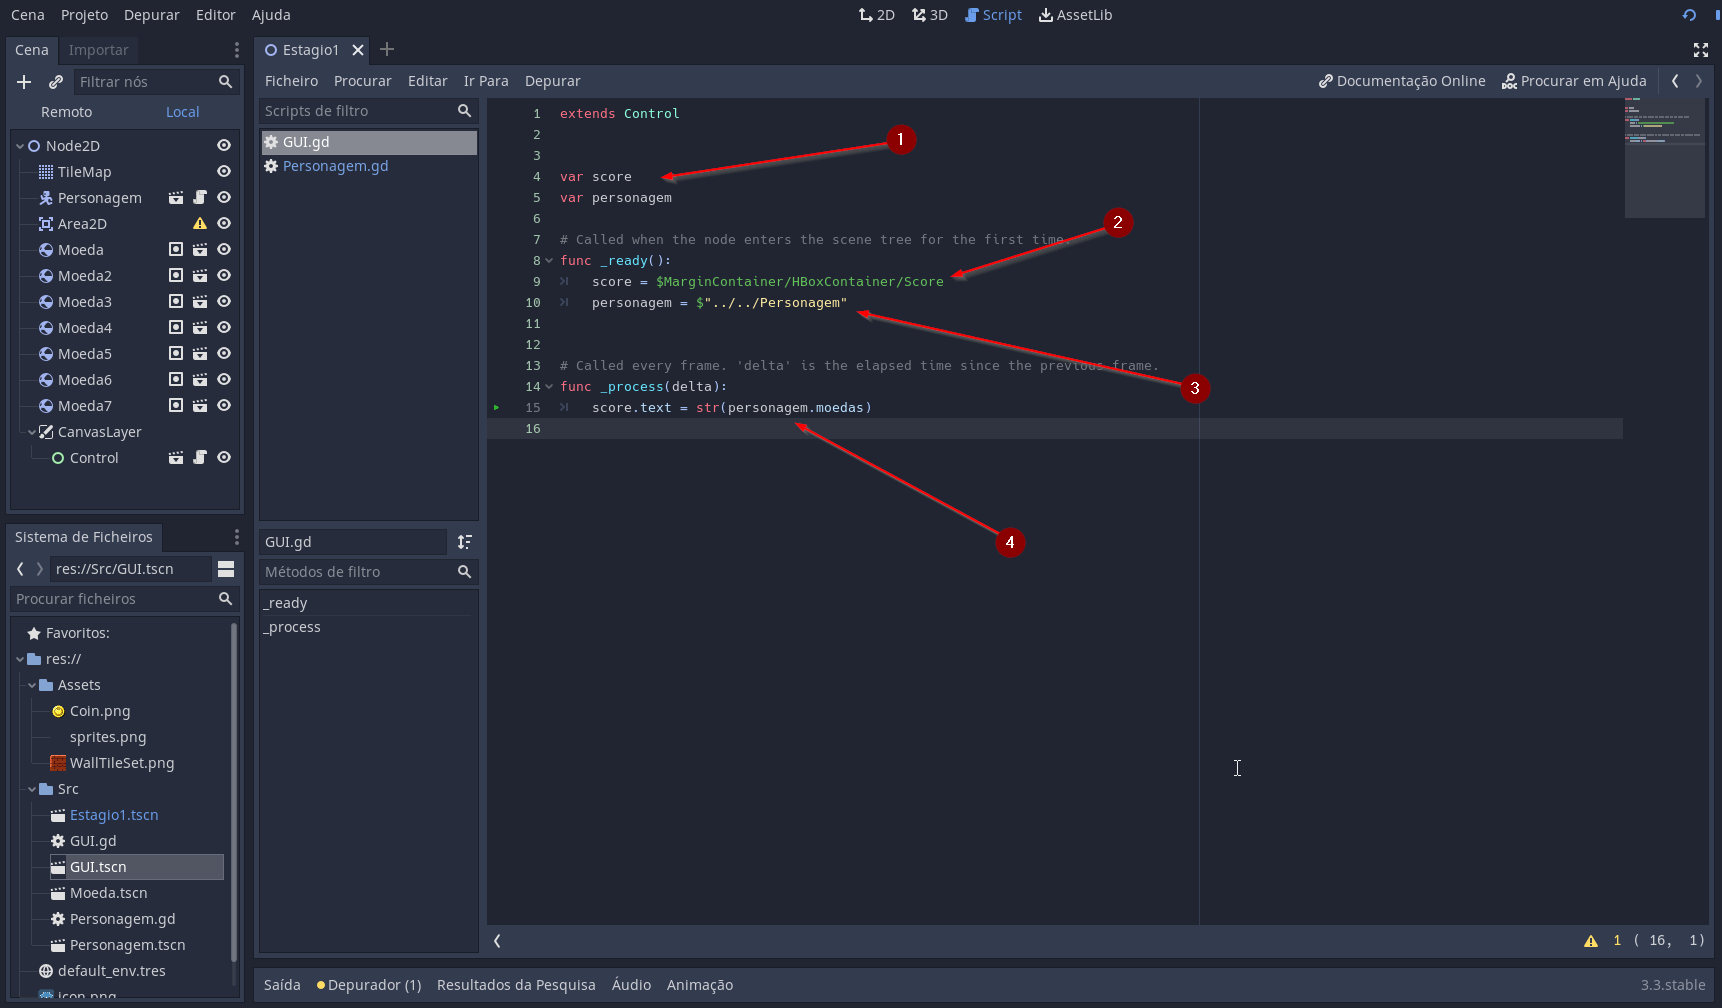 Cena Projeto Depurar Editor Ajuda
2D 3D Script AssetLib
Cena Importar
Filtrar nós
Remoto Local
Node2D
TileMap
Personagem
Area2D
Moeda
Moeda2
Moeda3
Moeda4
Moeda5
Moeda6
Moeda7
CanvasLayer
Control
Sistema de Ficheiros
res://Src/GUI.tscn
Procurar ficheiros
Favoritos:
res://
Assets
Coin.png
sprites.png
WallTileSet.png
Src
Estagio1.tscn
GUI.gd
GUI.tscn
Moeda.tscn
Personagem.gd
Personagem.tscn
default_env.tres
icon.png
Estagio1
Ficheiro Procurar Editar Ir Para Depurar
Documentação Online Procurar em Ajuda
Scripts de filtro
GUI.gd
Personagem.gd
GUI.gd
Métodos de filtro
_ready
_process
1 extends Control
2
3
4 var score
5 var personagem
6
7 # Called when the node enters the scene tree for the first time.
8 func _ready():
9 score = $MarginContainer/HBoxContainer/Score
10 personagem = $"../../Personagem"
11
12
13 # Called every frame. 'delta' is the elapsed time since the previous frame.
14 func _process(delta):
15 score.text = str(personagem.moedas)
16
1
2
3
4
1 ( 16, 1)
Saída Depurador (1) Resultados da Pesquisa Áudio Animação
3.3.stable